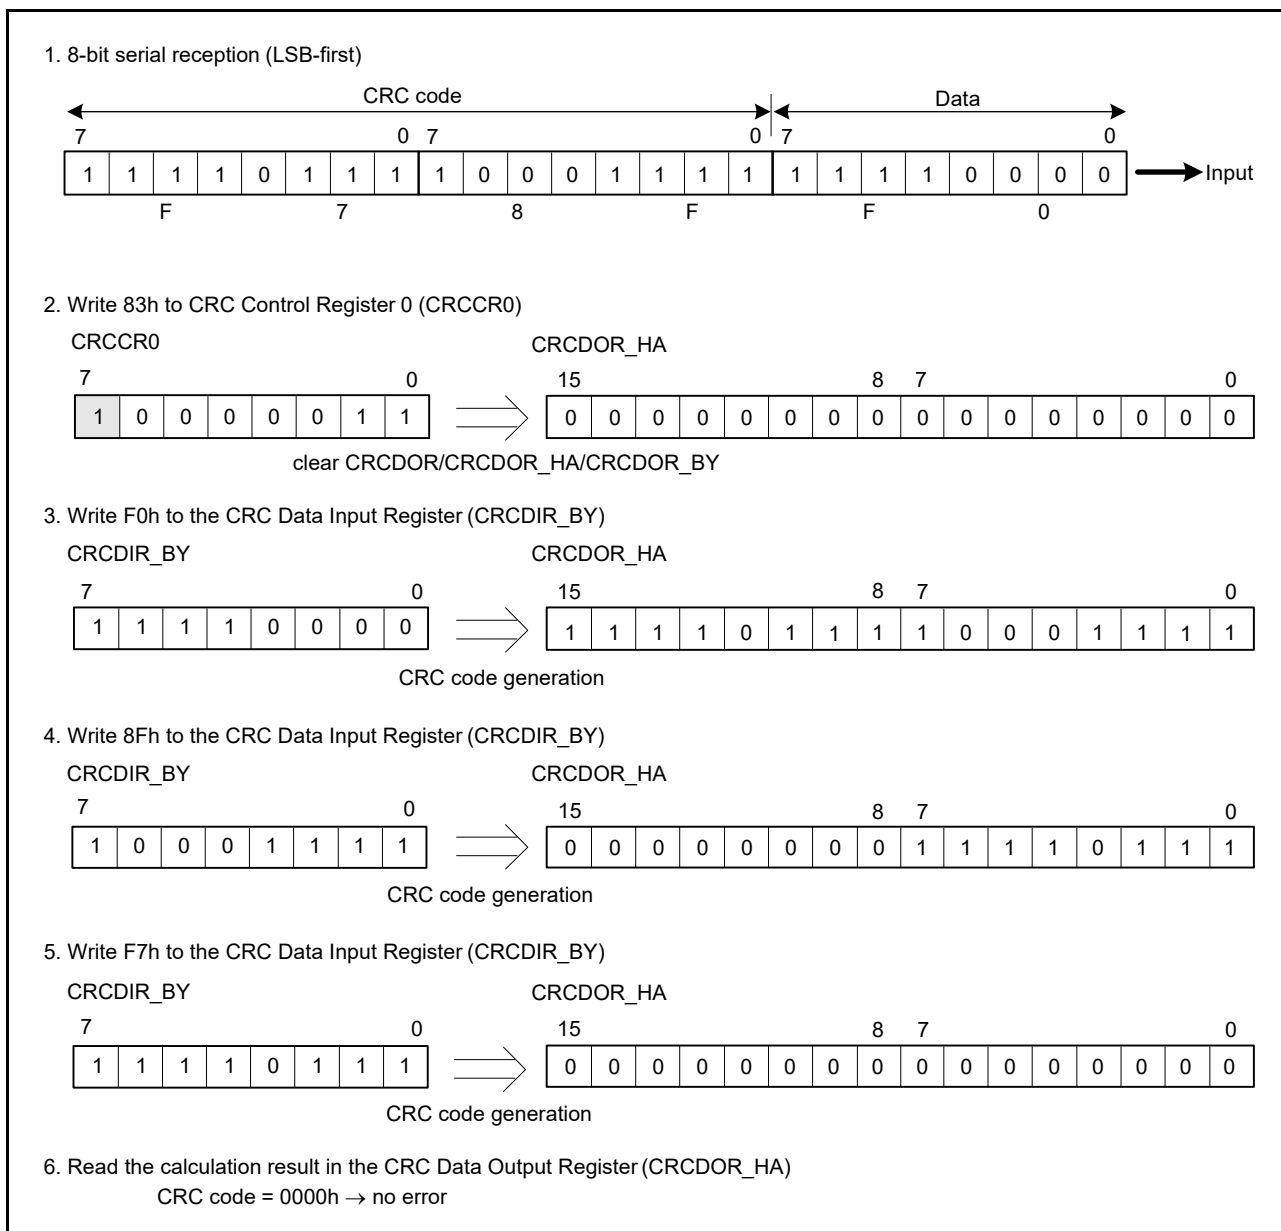 1. 8-bit serial reception (LSB-first)
CRC code Data
7 0 7 0 7 0
1 1 1 1 0 1 1 1 1 0 0 0 1 1 1 1 1 1 1 1 0 0 0 0 Input
F 7 8 F F 0
2. Write 83h to CRC Control Register 0 (CRCCR0)
CRCCR0 CRCDOR_HA
7 0 15 8 7 0
1 0 0 0 0 0 1 1 0 0 0 0 0 0 0 0 0 0 0 0 0 0 0 0
clear CRCDOR/CRCDOR_HA/CRCDOR_BY
3. Write F0h to the CRC Data Input Register (CRCDIR_BY)
CRCDIR_BY CRCDOR_HA
7 0 15 8 7 0
1 1 1 1 0 0 0 0 1 1 1 1 0 1 1 1 1 0 0 0 1 1 1 1
CRC code generation
4. Write 8Fh to the CRC Data Input Register (CRCDIR_BY)
CRCDIR_BY CRCDOR_HA
7 0 15 8 7 0
1 0 0 0 1 1 1 1 0 0 0 0 0 0 0 0 1 1 1 1 0 1 1 1
CRC code generation
5. Write F7h to the CRC Data Input Register (CRCDIR_BY)
CRCDIR_BY CRCDOR_HA
7 0 15 8 7 0
1 1 1 1 0 1 1 1 0 0 0 0 0 0 0 0 0 0 0 0 0 0 0 0
CRC code generation
6. Read the calculation result in the CRC Data Output Register (CRCDOR_HA)
CRC code = 0000h → no error